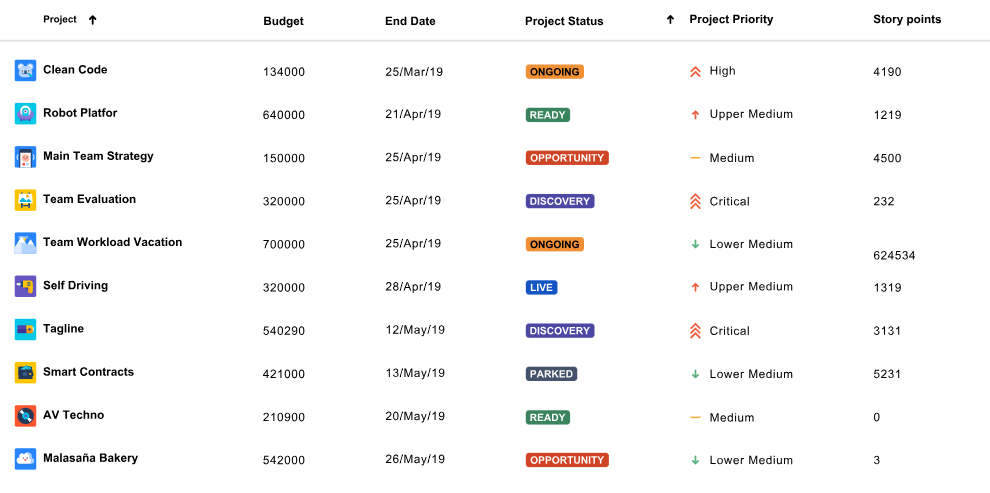 Project Budget End Date Project Status Project Priority Story points
Clean Code 134000 25/Mar/19 ONGOING High 4190
Robot Platfor 640000 21/Apr/19 READY Upper Medium 1219
Main Team Strategy 150000 25/Apr/19 OPPORTUNITY Medium 4500
Team Evaluation 320000 25/Apr/19 DISCOVERY Critical 232
Team Workload Vacation 700000 25/Apr/19 ONGOING Lower Medium 624534
Self Driving 320000 28/Apr/19 LIVE Upper Medium 1319
Tagline 540290 12/May/19 DISCOVERY Critical 3131
Smart Contracts 421000 13/May/19 PARKED Lower Medium 5231
AV Techno 210900 20/May/19 READY Medium 0
Malasaña Bakery 542000 26/May/19 OPPORTUNITY Lower Medium 3